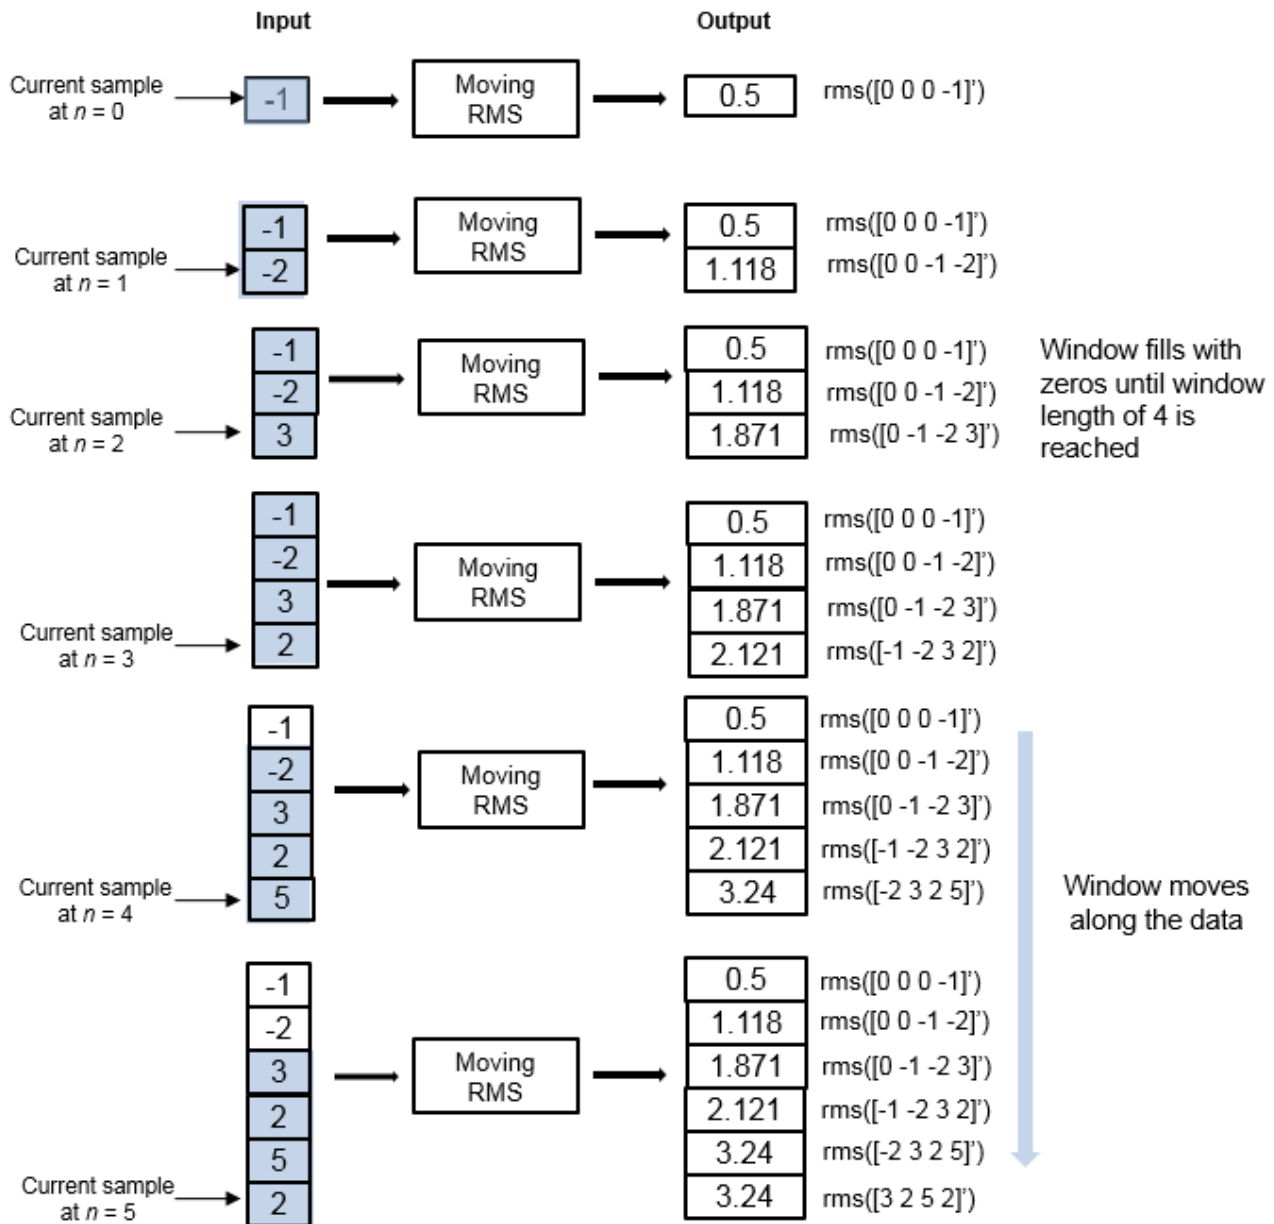 Input
Output
Current sample
at n = 0
-1
Moving
RMS
0.5
rms([0 0 0 -1]')
-1
-2
Current sample
at n = 1
Moving
RMS
0.5
rms([0 0 0 -1]')
1.118
rms([0 0 -1 -2]')
-1
-2
3
Current sample
at n = 2
Moving
RMS
0.5
rms([0 0 0 -1]')
1.118
rms([0 0 -1 -2]')
1.871
rms([0 -1 -2 3]')
Window fills with
zeros until window
length of 4 is
reached
-1
-2
3
2
Current sample
at n = 3
Moving
RMS
0.5
rms([0 0 0 -1]')
1.118
rms([0 0 -1 -2]')
1.871
rms([0 -1 -2 3]')
2.121
rms([-1 -2 3 2]')
-1
-2
3
2
5
Current sample
at n = 4
Moving
RMS
0.5
rms([0 0 0 -1]')
1.118
rms([0 0 -1 -2]')
1.871
rms([0 -1 -2 3]')
2.121
rms([-1 -2 3 2]')
3.24
rms([-2 3 2 5]')
Window moves
along the data
-1
-2
3
2
5
2
Current sample
at n = 5
Moving
RMS
0.5
rms([0 0 0 -1]')
1.118
rms([0 0 -1 -2]')
1.871
rms([0 -1 -2 3]')
2.121
rms([-1 -2 3 2]')
3.24
rms([-2 3 2 5]')
3.24
rms([3 2 5 2]')